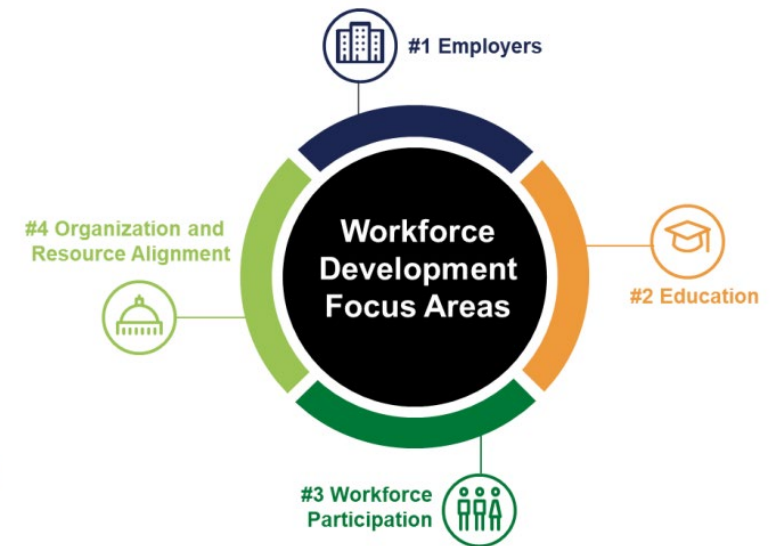 #1 Employers
Workforce
Development
Focus Areas
#2 Education
#3 Workforce
Participation
#4 Organization and
Resource Alignment